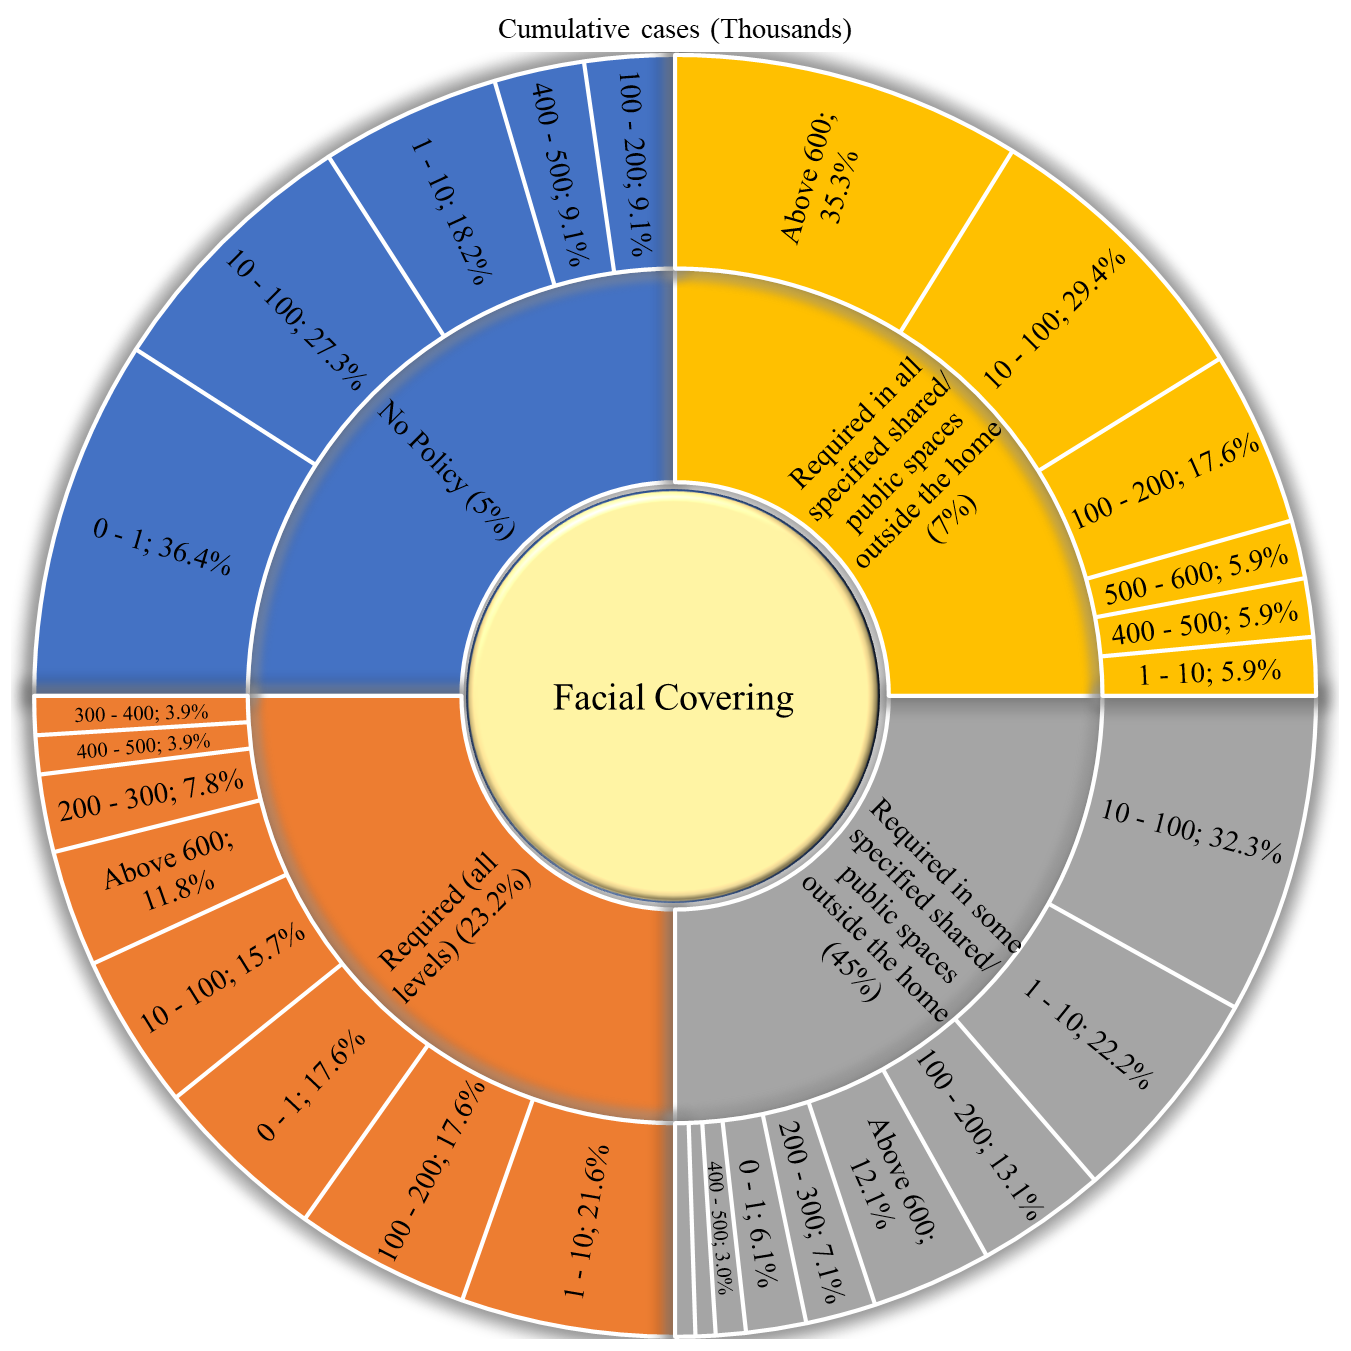 Cumulative cases (Thousands)
100 - 200; 9.1%
400 - 500; 9.1%
1 - 10; 18.2%
10 - 100; 27.3%
0 - 1; 36.4%
No Policy (5%)
Above 600;
35.3%
10 - 100; 29.4%
100 - 200; 17.6%
500 - 600; 5.9%
400 - 500; 5.9%
1 - 10; 5.9%
Required in all
specified shared/
public spaces
outside the home
(7%)
Facial Covering
300 - 400; 3.9%
400 - 500; 3.9%
200 - 300; 7.8%
Above 600;
11.8%
10 - 100; 15.7%
0 - 1; 17.6%
100 - 200; 17.6%
1 - 10; 21.6%
Required (all
levels) (23.2%)
Required in some
specified shared/
public spaces
outside the home
(45%)
10 - 100; 32.3%
1 - 10; 22.2%
100 - 200; 13.1%
Above 600;
12.1%
200 - 300; 7.1%
0 - 1; 6.1%
400 - 500; 3.0%